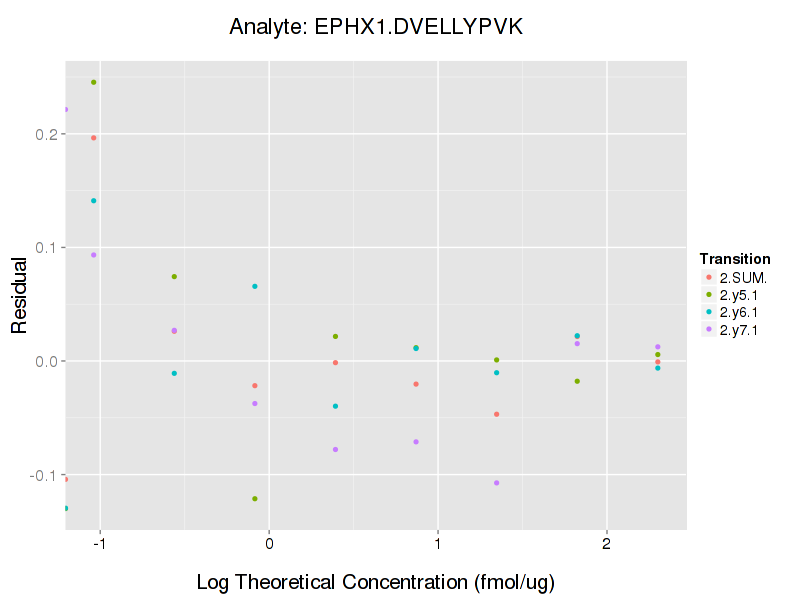 Analyte: EPHX1.DVELLYPVK
Residual
0.2
0.1
0.0
-0.1
-1
0
1
2
Log Theoretical Concentration (fmol/ug)
Transition
2.SUM.
2.y5.1
2.y6.1
2.y7.1